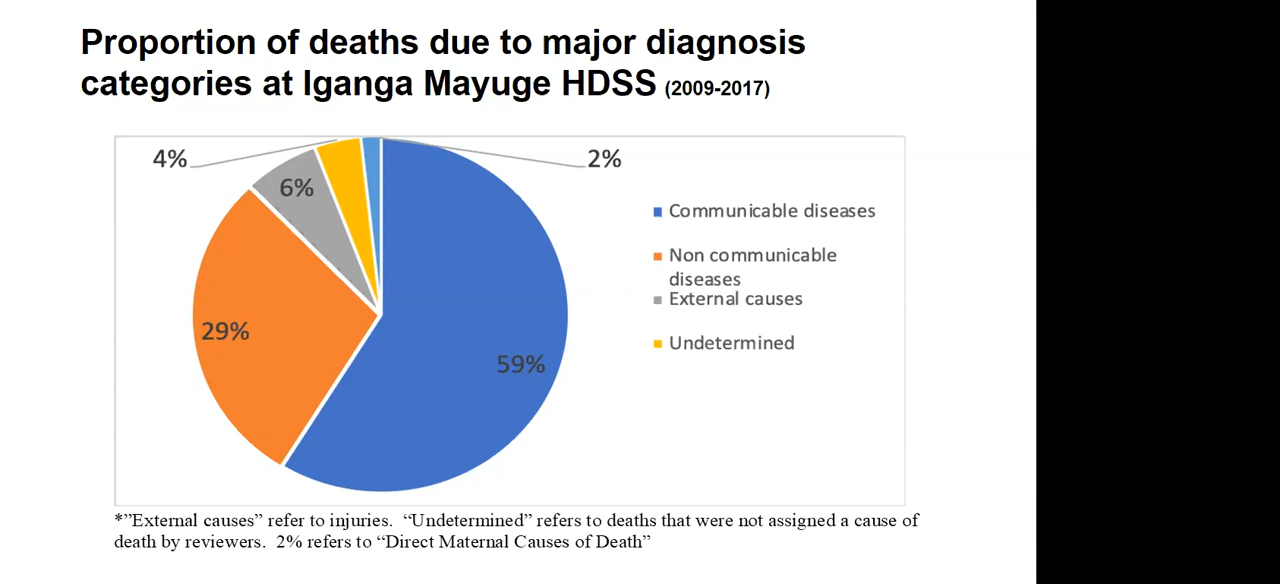 Proportion of deaths due to major diagnosis
categories at Iganga Mayuge HDSS (2009-2017)
4%
2%
6%
29%
59%
Communicable diseases
Non communicable
diseases
External causes
Undetermined
*”External causes” refer to injuries.  “Undetermined” refers to deaths that were not assigned a cause of
death by reviewers.  2% refers to “Direct Maternal Causes of Death”